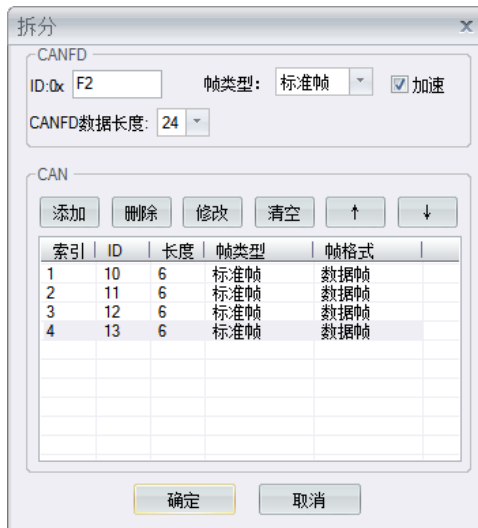 拆分 x
CANFD
ID:0x F2 帧类型: 标准帧 加速
CANFD数据长度: 24
CAN
添加 删除 修改 清空 ↑ ↓
索引 ID 长度 帧类型 帧格式
1 10 6 标准帧 数据帧
2 11 6 标准帧 数据帧
3 12 6 标准帧 数据帧
4 13 6 标准帧 数据帧
确定 取消